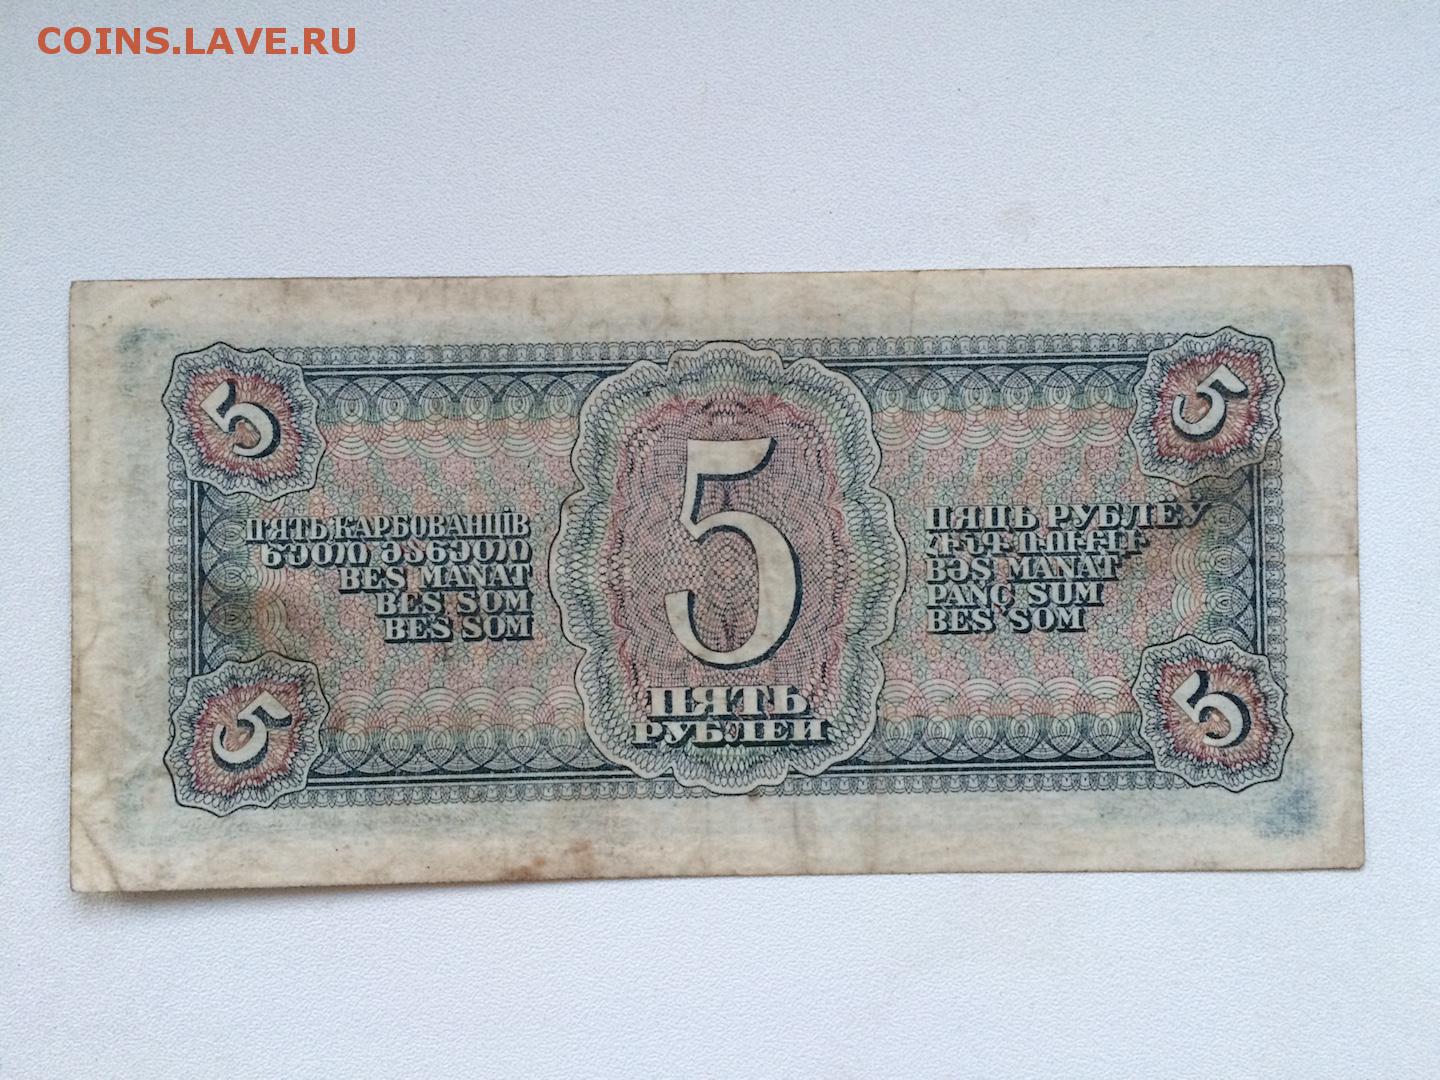 COINS.LAVE.RU
5
5
ПЯТЬ КАРБОВАНЦІВ
ᲮᲣᲗᲘ ᲛᲐᲜᲔᲗᲘ
BEŞ MANAT
BES SOM
BEŞ SOM
5
ПЯТЬ
РУБЛЕЙ
ПЯЦЬ РУБЛЁЎ
ՀԻՆԳ ՌՈՒԲԼԻ
BƏŞ MANAT
PANÇ SUM
BES SOM
5
5